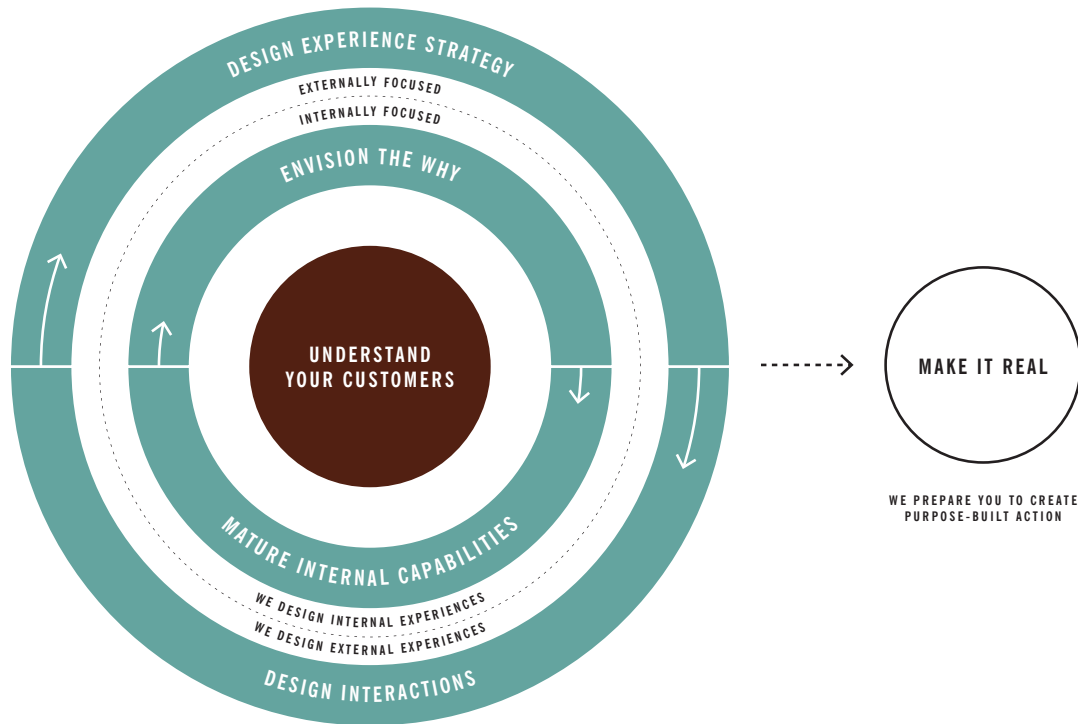 DESIGN EXPERIENCE STRATEGY
EXTERNALLY FOCUSED
INTERNALLY FOCUSED
ENVISION THE WHY
UNDERSTAND
YOUR CUSTOMERS
MATURE INTERNAL CAPABILITIES
WE DESIGN INTERNAL EXPERIENCES
WE DESIGN EXTERNAL EXPERIENCES
DESIGN INTERACTIONS
MAKE IT REAL
WE PREPARE YOU TO CREATE
PURPOSE-BUILT ACTION